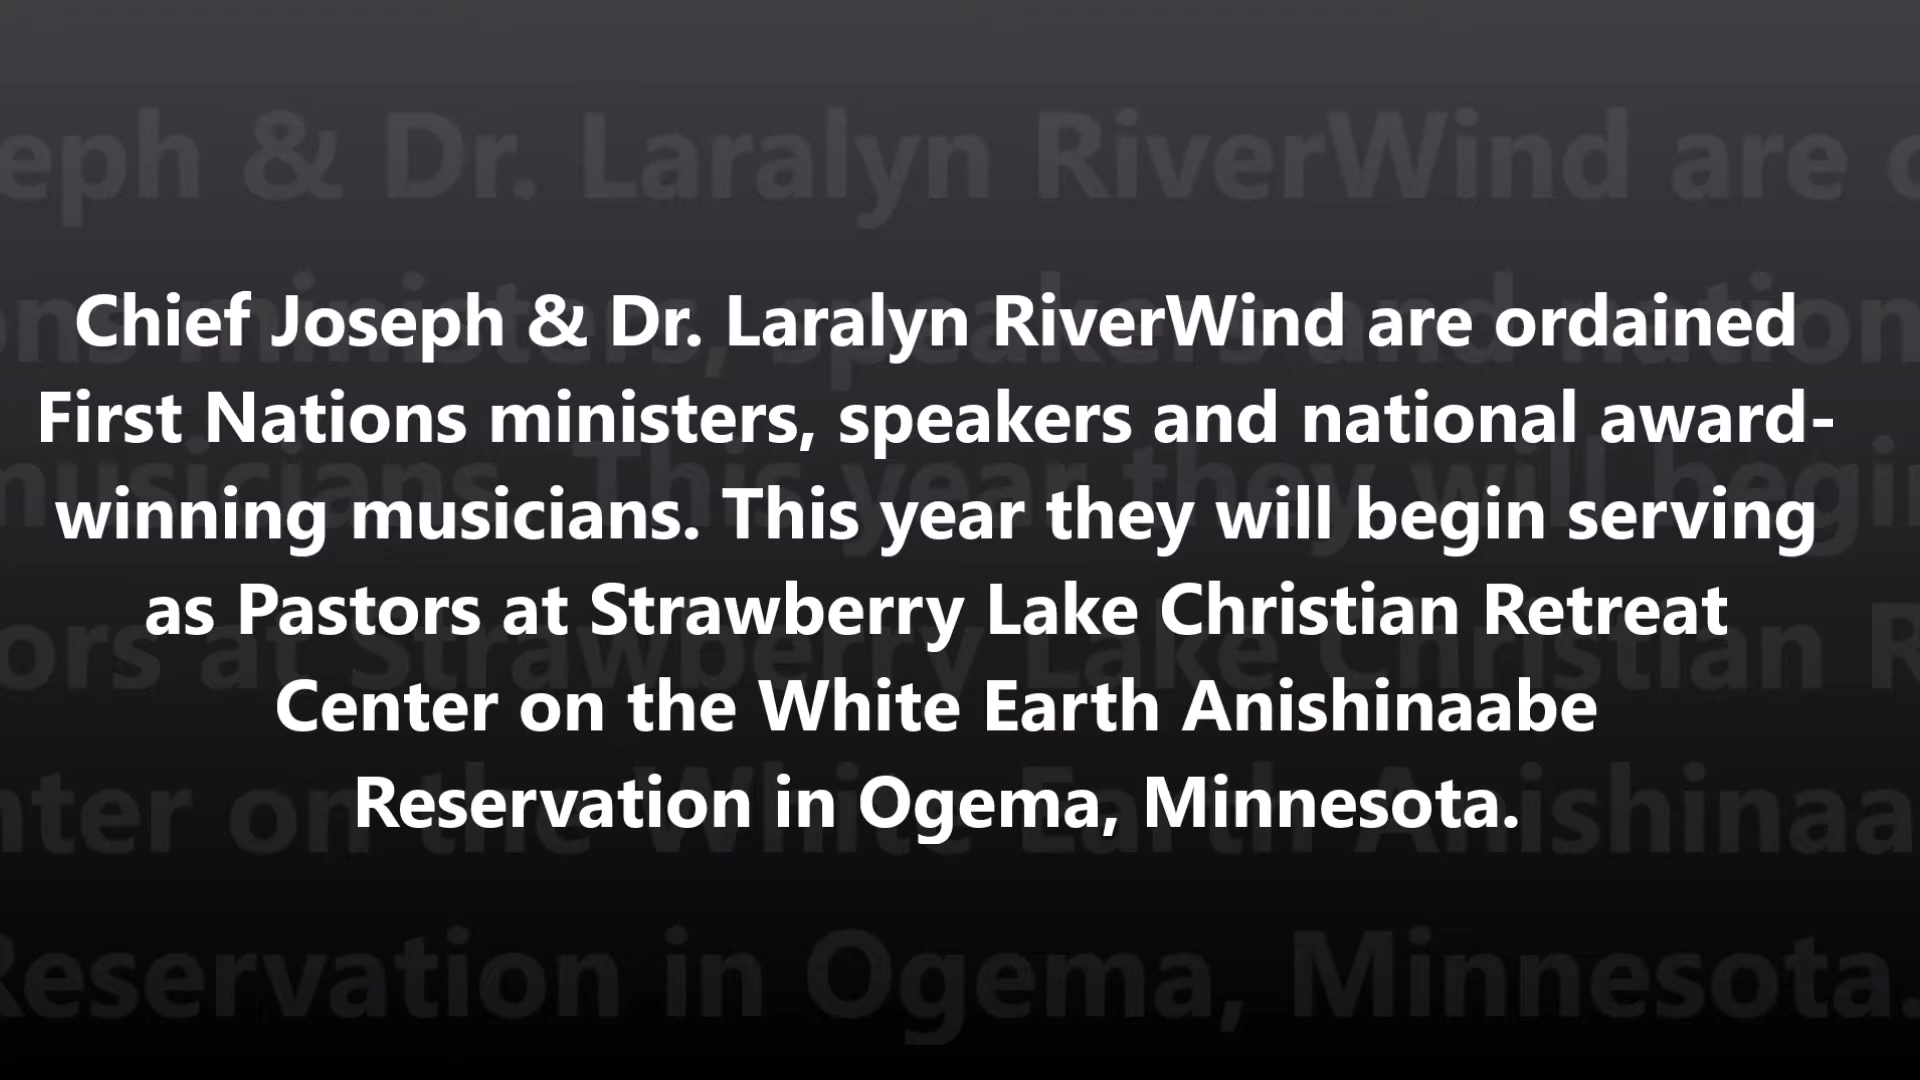 Chief Joseph & Dr. Laralyn RiverWind are ordained
First Nations ministers, speakers and national award-
winning musicians. This year they will begin serving
as Pastors at Strawberry Lake Christian Retreat
Center on the White Earth Anishinaabe
Reservation in Ogema, Minnesota.